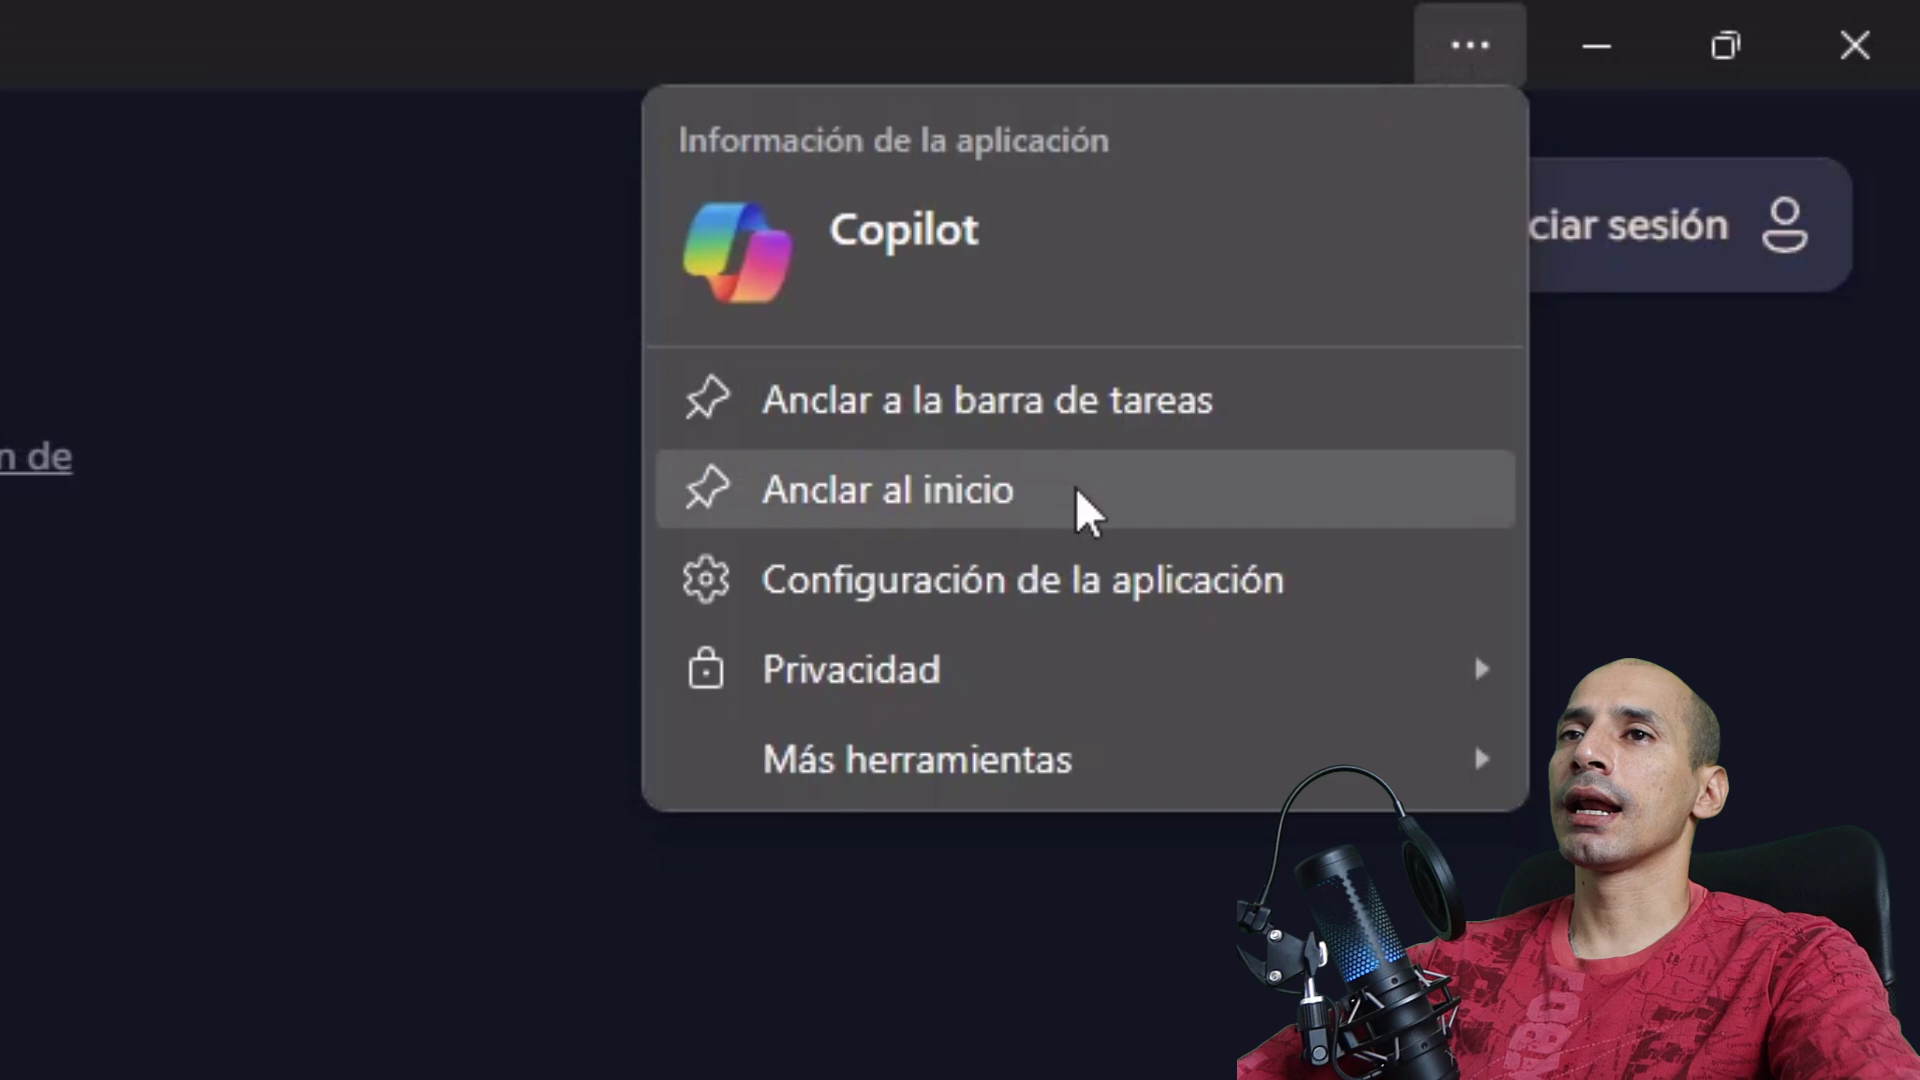 Información de la aplicación
Copilot
ciar sesión
Anclar a la barra de tareas
n de
Anclar al inicio
Configuración de la aplicación
Privacidad
Más herramientas